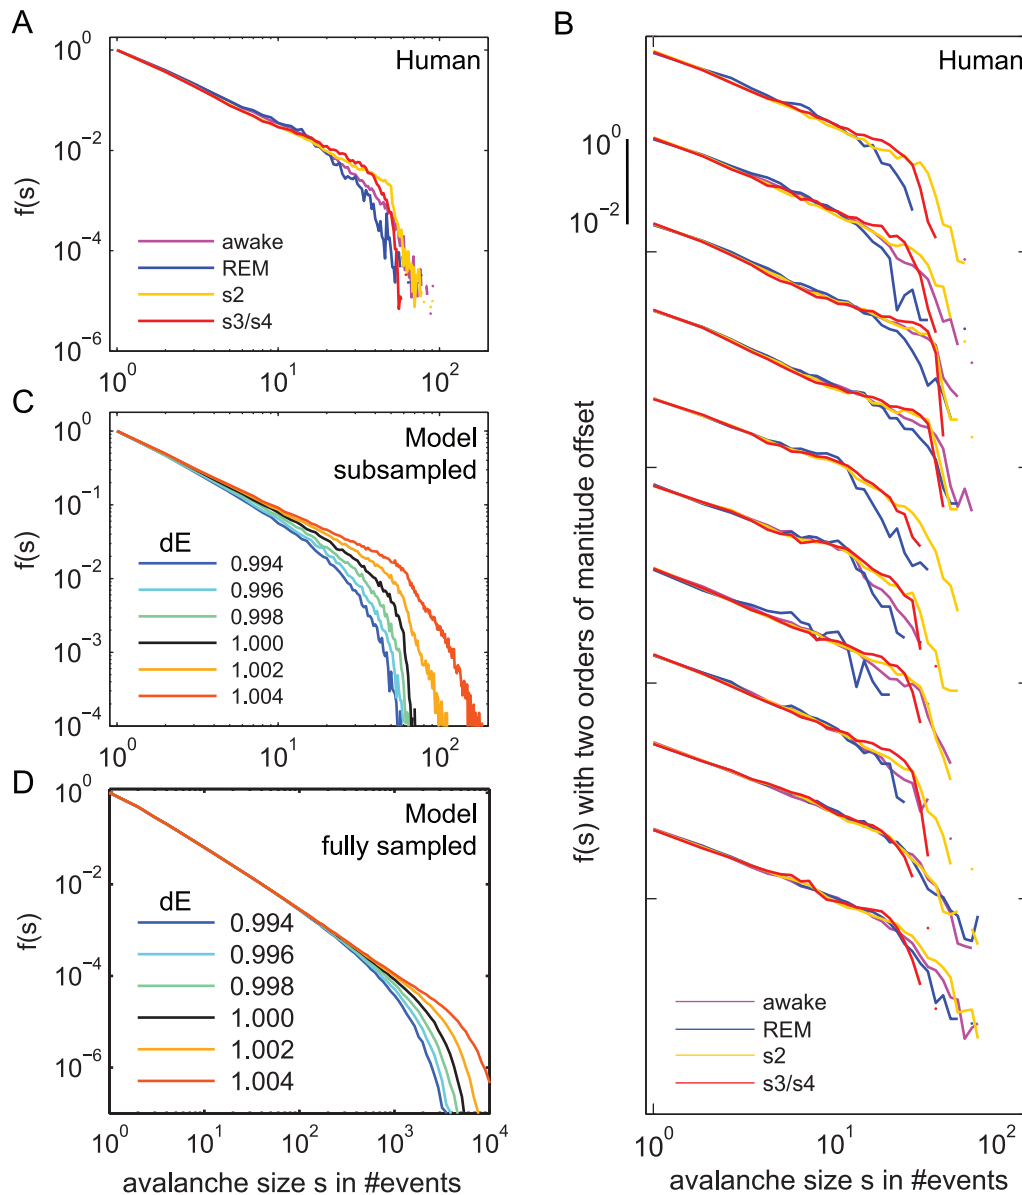 A
Human
10^0
10^-2
10^-4
10^-6
f(s)
awake
REM
s2
s3/s4
10^0
10^1
10^2
B
Human
10^0
10^-2
f(s) with two orders of manitude offset
awake
REM
s2
s3/s4
10^0
10^1
10^2
avalanche size s in #events
C
Model
subsampled
10^0
10^-1
10^-2
10^-3
10^-4
f(s)
dE
0.994
0.996
0.998
1.000
1.002
1.004
10^0
10^1
10^2
D
Model
fully sampled
10^0
10^-2
10^-4
10^-6
f(s)
dE
0.994
0.996
0.998
1.000
1.002
1.004
10^0
10^1
10^2
10^3
10^4
avalanche size s in #events